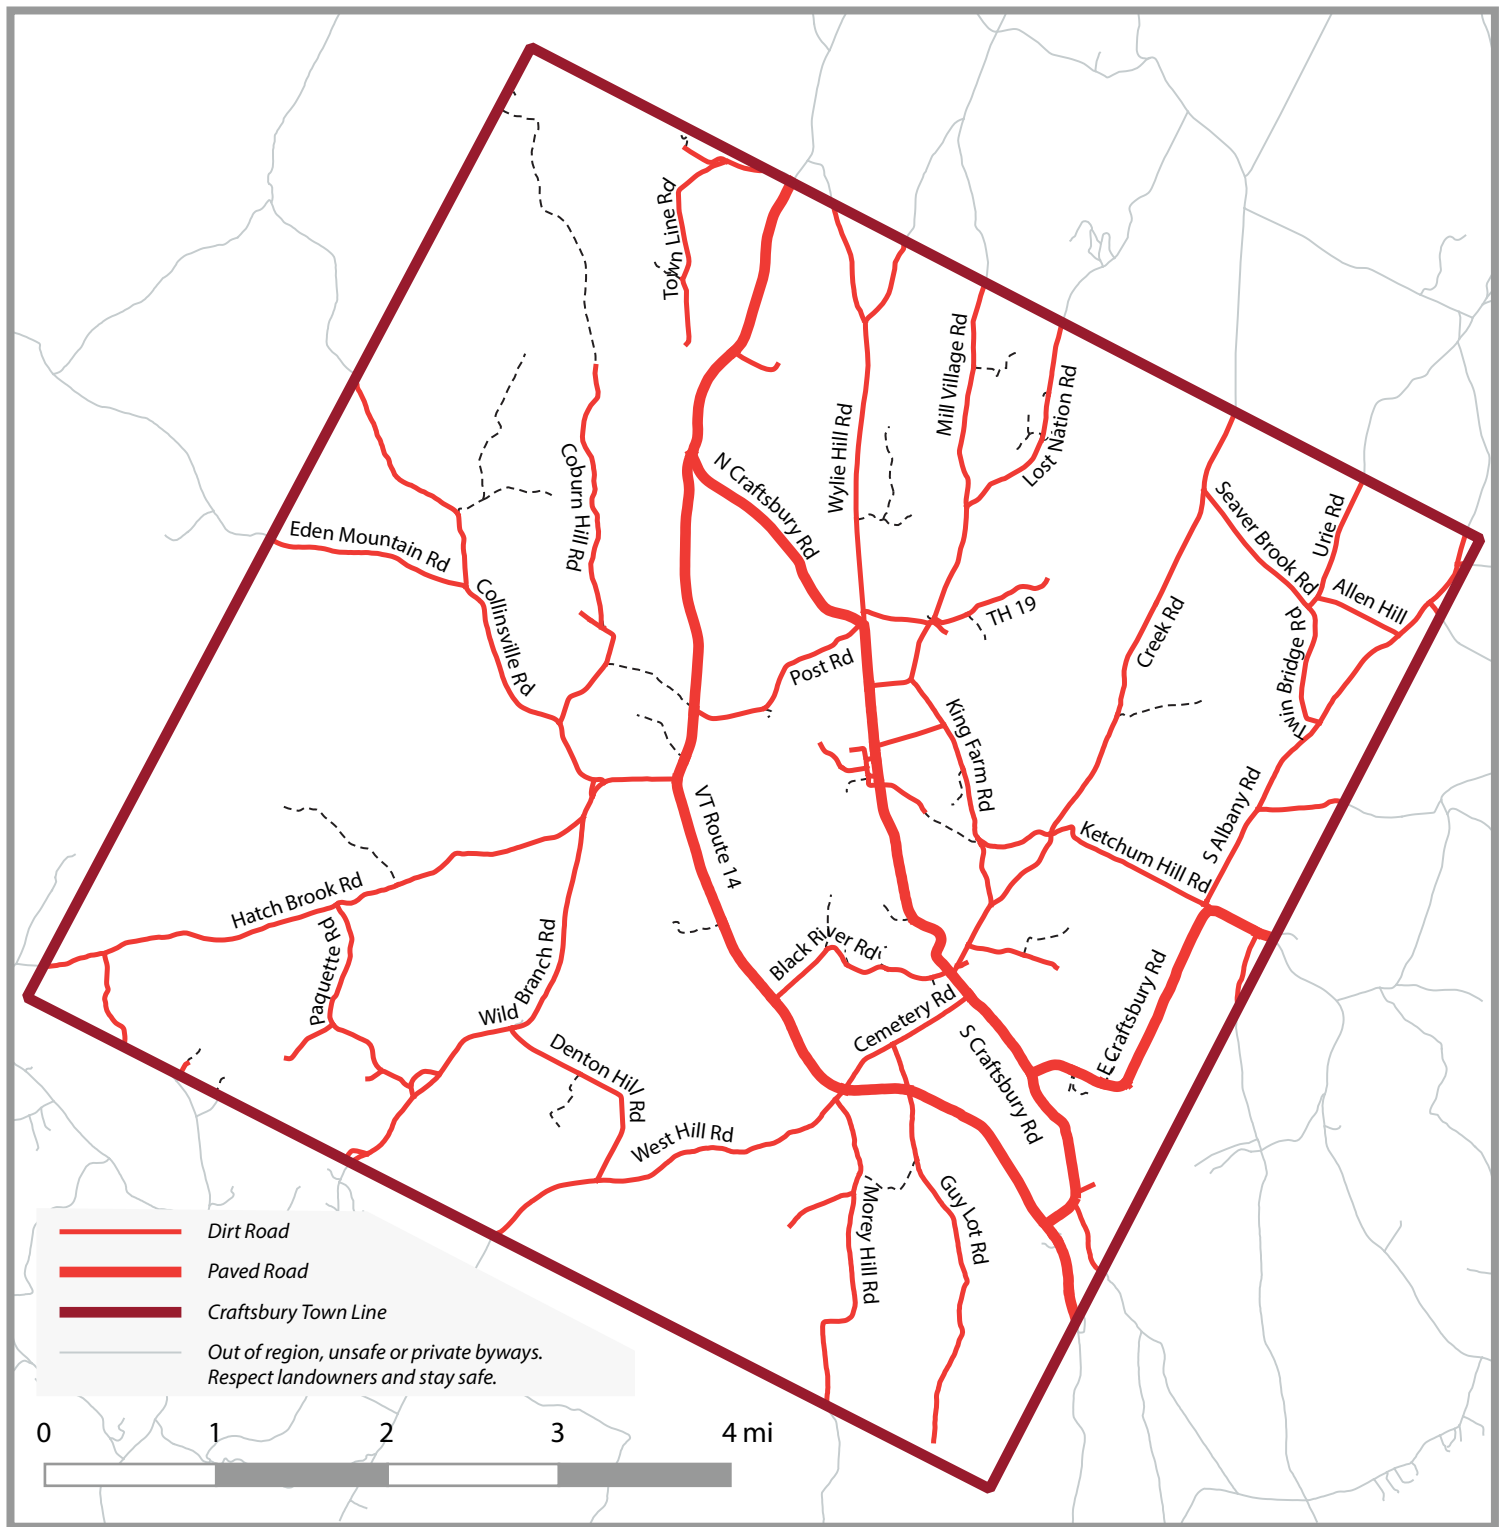 Town Line Rd
Mill Village Rd
Lost Nation Rd
Wylie Hill Rd
N Craftsbury Rd
Coburn Hill Rd
Eden Mountain Rd
Collinsville Rd
Seaver Brook Rd
Urie Rd
Allen Hill
TH 19
Twin Bridge Rd
Creek Rd
Post Rd
King Farm Rd
VT Route 14
S Albany Rd
Ketchum Hill Rd
Hatch Brook Rd
Paquette Rd
Wild Branch Rd
Black River Rd
Cemetery Rd
E Craftsbury Rd
S Craftsbury Rd
Denton Hill Rd
West Hill Rd
Morey Hill Rd
Guy Lot Rd
Dirt Road
Paved Road
Craftsbury Town Line
Out of region, unsafe or private byways.
Respect landowners and stay safe.
0 1 2 3 4 mi